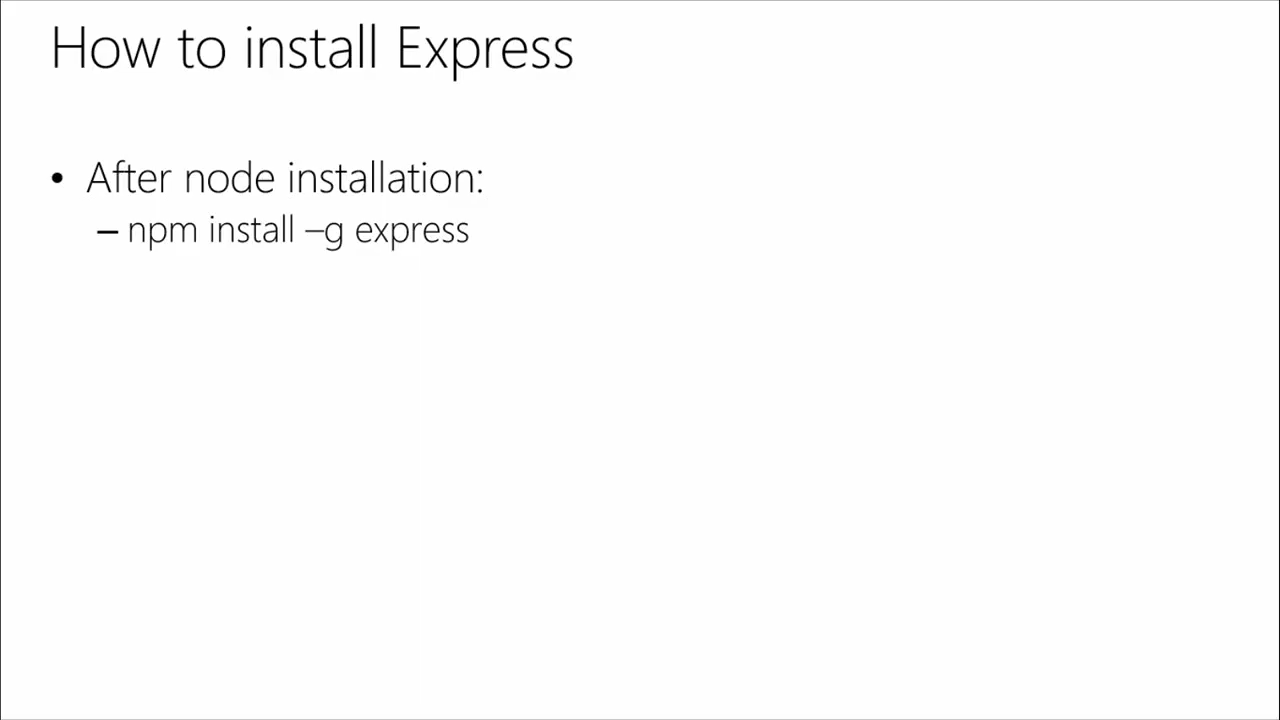 How to install Express
• After node installation:
– npm install –g express